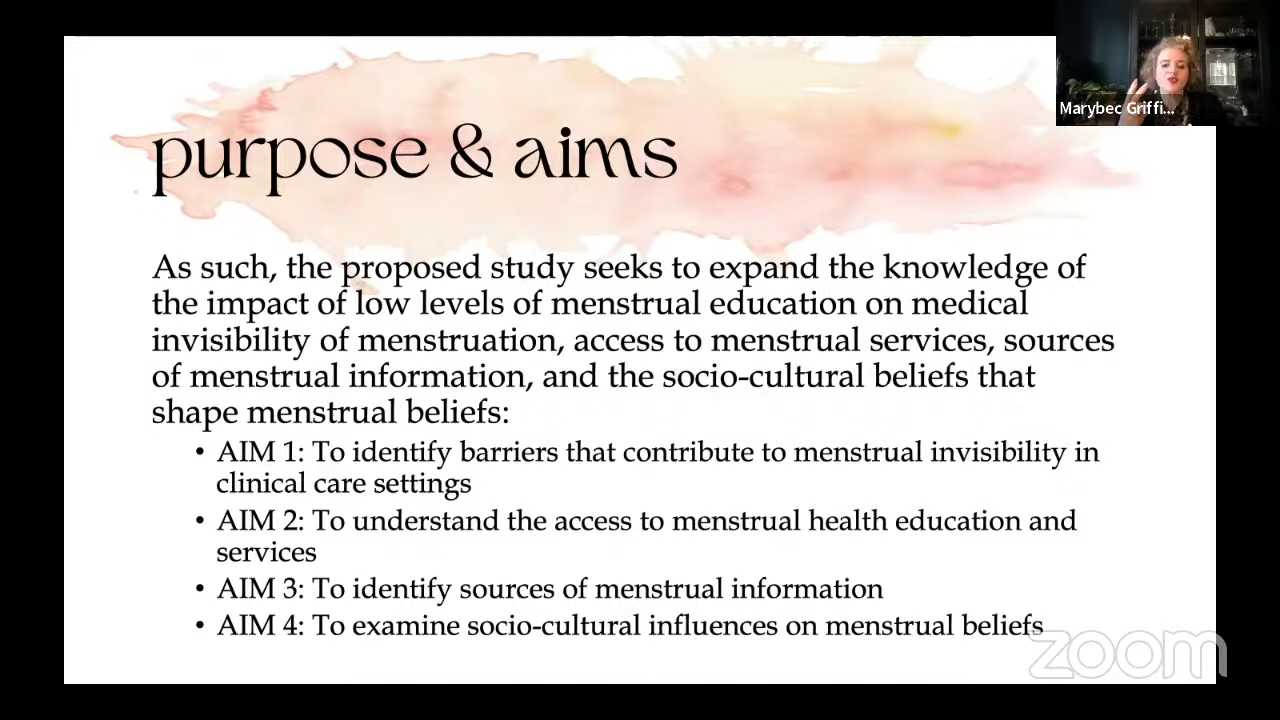 Marybec Griffi...
purpose & aims
As such, the proposed study seeks to expand the knowledge of
the impact of low levels of menstrual education on medical
invisibility of menstruation, access to menstrual services, sources
of menstrual information, and the socio-cultural beliefs that
shape menstrual beliefs:
• AIM 1: To identify barriers that contribute to menstrual invisibility in
clinical care settings
• AIM 2: To understand the access to menstrual health education and
services
• AIM 3: To identify sources of menstrual information
• AIM 4: To examine socio-cultural influences on menstrual beliefs
zoom